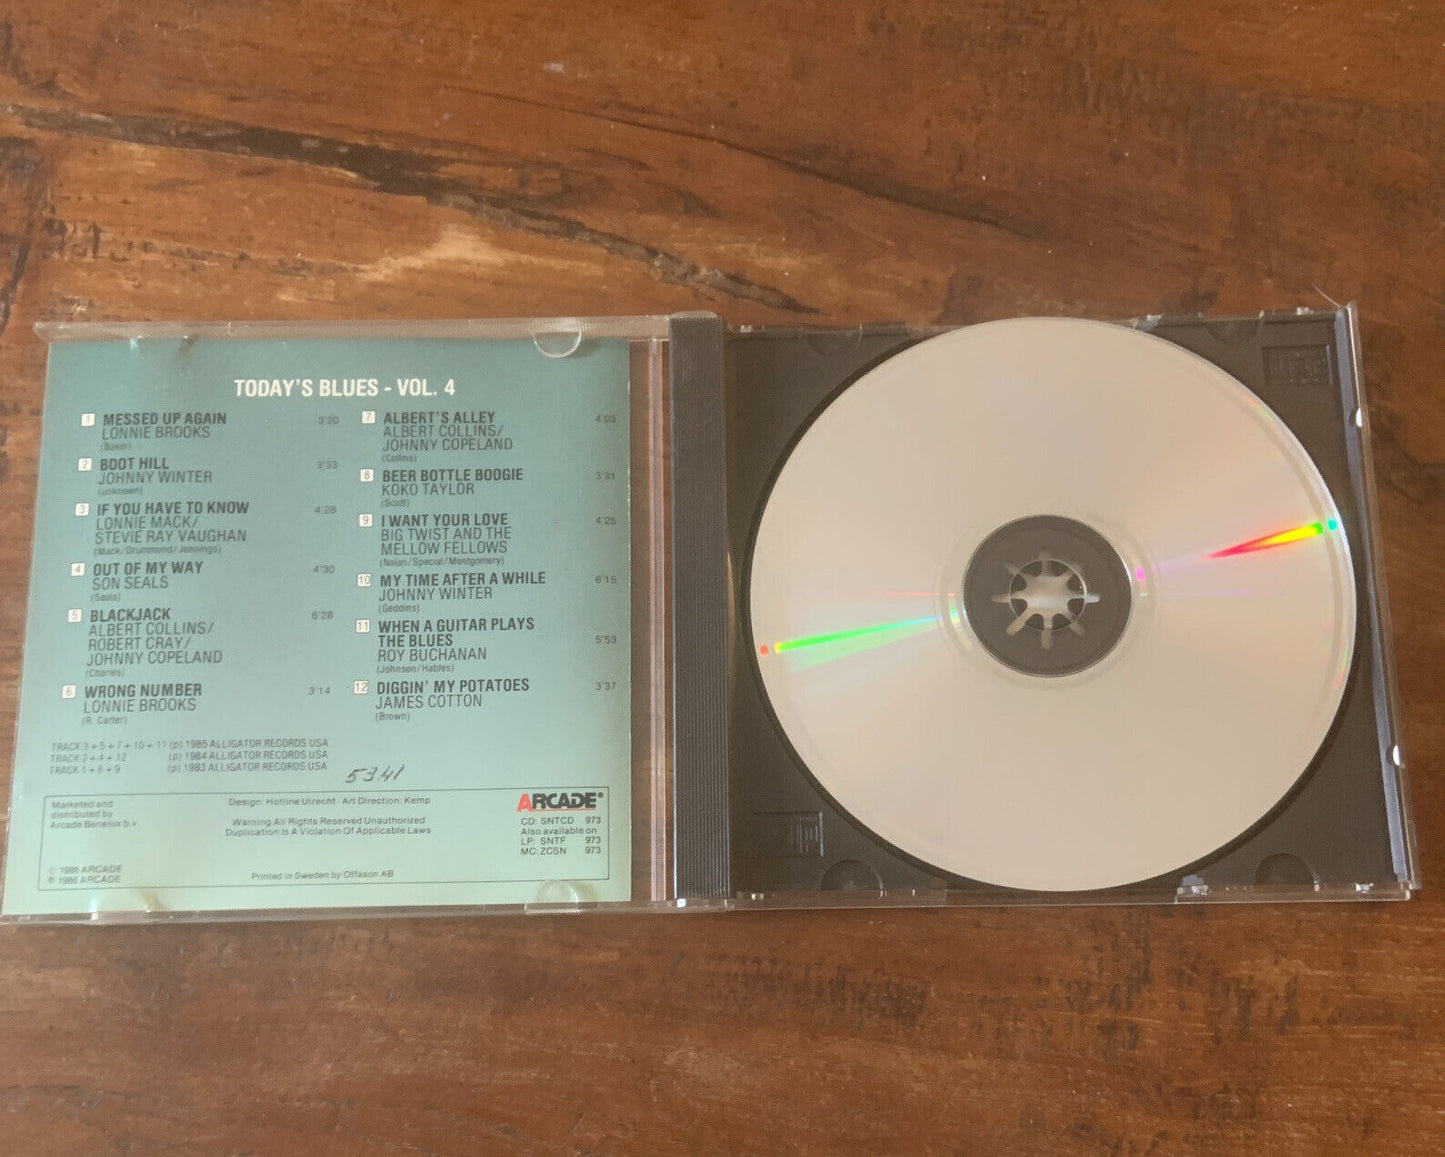 TODAY'S BLUES - VOL. 4
1 MESSED UP AGAIN 3'20
LONNIE BROOKS
(Baker)
2 BOOT HILL 3'33
JOHNNY WINTER
(unknown)
3 IF YOU HAVE TO KNOW 4'28
LONNIE MACK/
STEVIE RAY VAUGHAN
(Mack/Drummond/Jennings)
4 OUT OF MY WAY 4'30
SON SEALS
(Seals)
5 BLACKJACK 6'28
ALBERT COLLINS/
ROBERT CRAY/
JOHNNY COPELAND
(Charles)
6 WRONG NUMBER 3'14
LONNIE BROOKS
(R. Carter)
7 ALBERT'S ALLEY 4'03
ALBERT COLLINS/
JOHNNY COPELAND
(Collins)
8 BEER BOTTLE BOOGIE 3'31
KOKO TAYLOR
(Scott)
9 I WANT YOUR LOVE 4'25
BIG TWIST AND THE
MELLOW FELLOWS
(Nolan/Special/Montgomery)
10 MY TIME AFTER A WHILE 6'15
JOHNNY WINTER
(Geddins)
11 WHEN A GUITAR PLAYS
THE BLUES 5'53
ROY BUCHANAN
(Johnson/Hables)
12 DIGGIN' MY POTATOES 3'37
JAMES COTTON
(Brown)
TRACK 3 + 5 + 7 + 10 + 11 (p) 1985 ALLIGATOR RECORDS USA
TRACK 2 + 4 + 12 (p) 1984 ALLIGATOR RECORDS USA
TRACK 1 + 6 + 9 (p) 1983 ALLIGATOR RECORDS USA
5341
Marketed and
distributed by
Arcade Benelux b.v.
Design: Hotline Utrecht - Art Direction: Kemp
Warning All Rights Reserved Unauthorized
Duplication Is A Violation Of Applicable Laws
ARCADE®
CD: SNTCD 973
Also available on
LP: SNTF 973
MC: ZCSN 973
© 1986 ARCADE
℗ 1986 ARCADE
Printed in Sweden by Offason AB